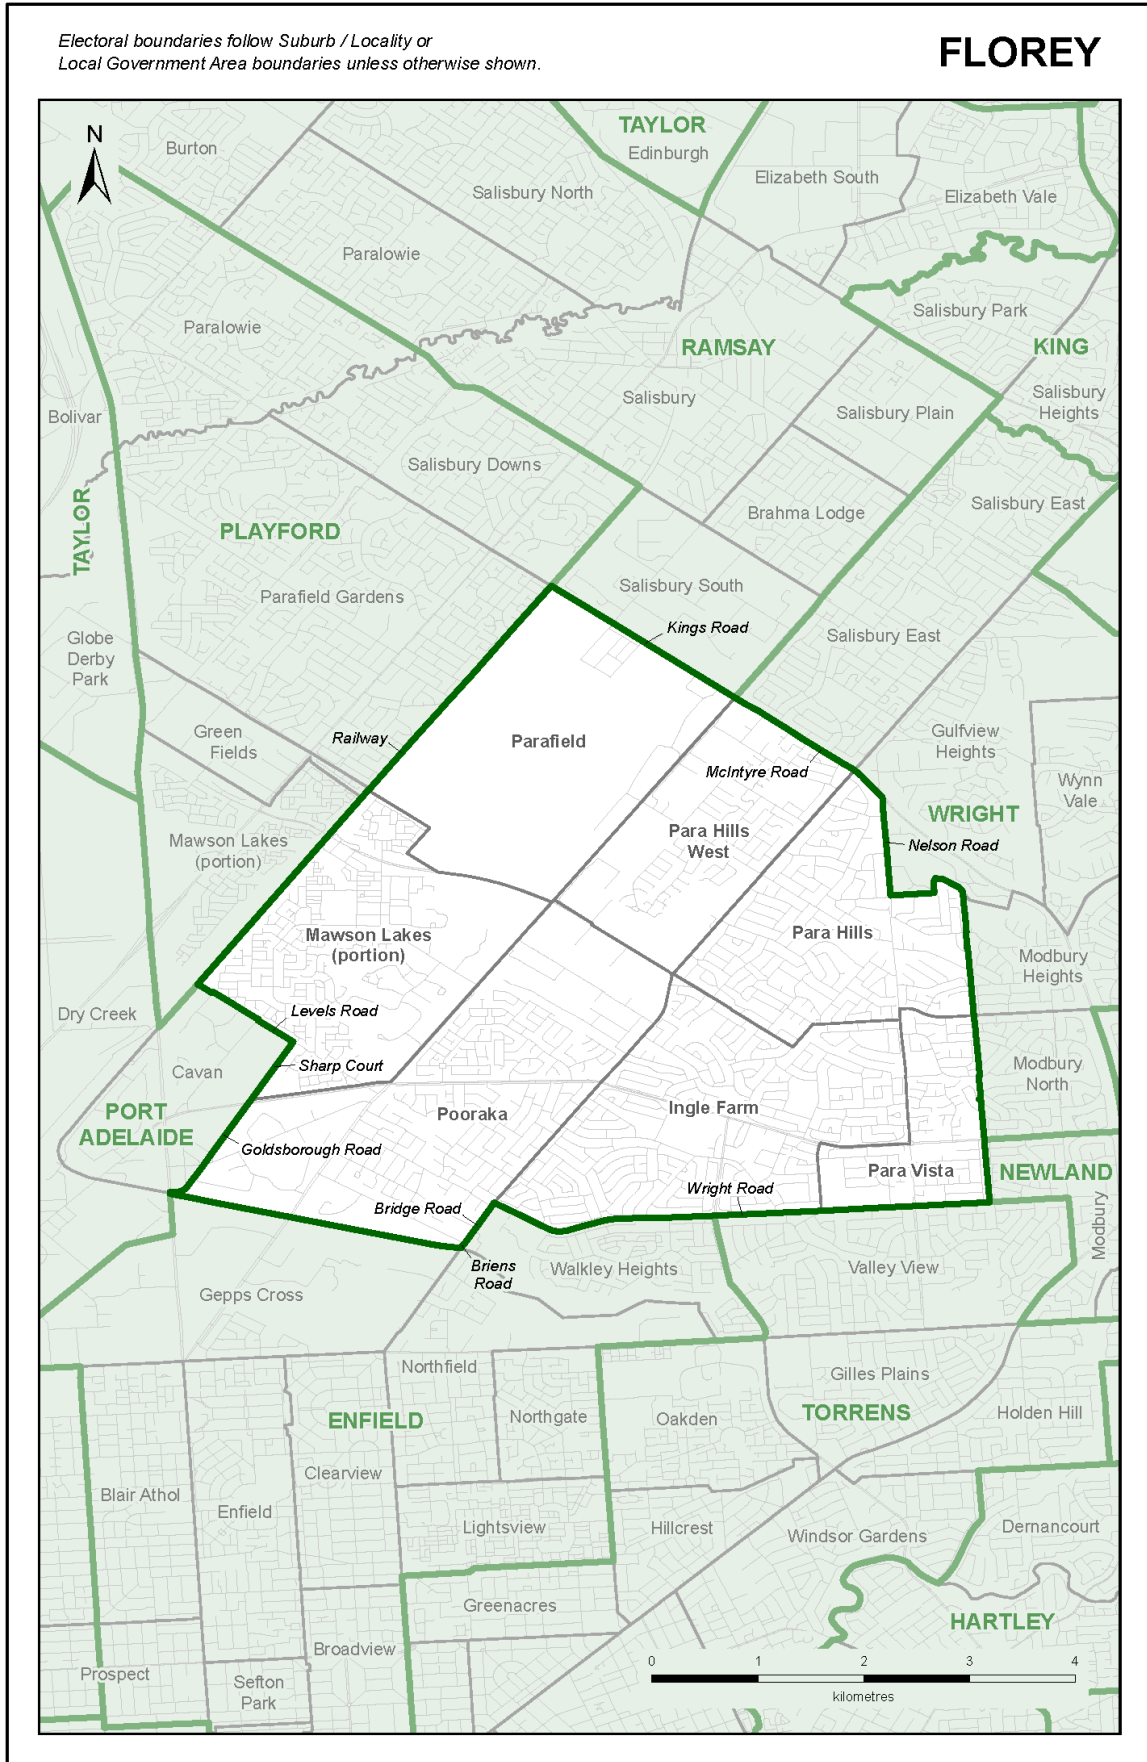 Electoral boundaries follow Suburb / Locality or
Local Government Area boundaries unless otherwise shown.
FLOREY
N
TAYLOR
Edinburgh
Burton
Salisbury North
Elizabeth South
Elizabeth Vale
Paralowie
Paralowie
Salisbury Park
RAMSAY
KING
Salisbury
Salisbury
Heights
Salisbury Plain
Bolivar
Salisbury Downs
Salisbury East
Brahma Lodge
TAYLOR
PLAYFORD
Parafield Gardens
Salisbury South
Kings Road
Salisbury East
Globe
Derby
Park
Green
Fields
Railway
Parafield
Gulfview
Heights
McIntyre Road
Wynn
Vale
WRIGHT
Para Hills
West
Nelson Road
Mawson Lakes
(portion)
Mawson Lakes
(portion)
Para Hills
Modbury
Heights
Dry Creek
Levels Road
Sharp Court
Cavan
Modbury
North
PORT
ADELAIDE
Pooraka
Ingle Farm
Goldsborough Road
Para Vista
NEWLAND
Wright Road
Bridge Road
Modbury
Briens
Road
Walkley Heights
Valley View
Gepps Cross
Northfield
Gilles Plains
ENFIELD
Northgate
Oakden
TORRENS
Holden Hill
Clearview
Blair Athol
Enfield
Lightsview
Hillcrest
Windsor Gardens
Dernancourt
Greenacres
HARTLEY
Broadview
Prospect
Sefton
Park
0 1 2 3 4
kilometres